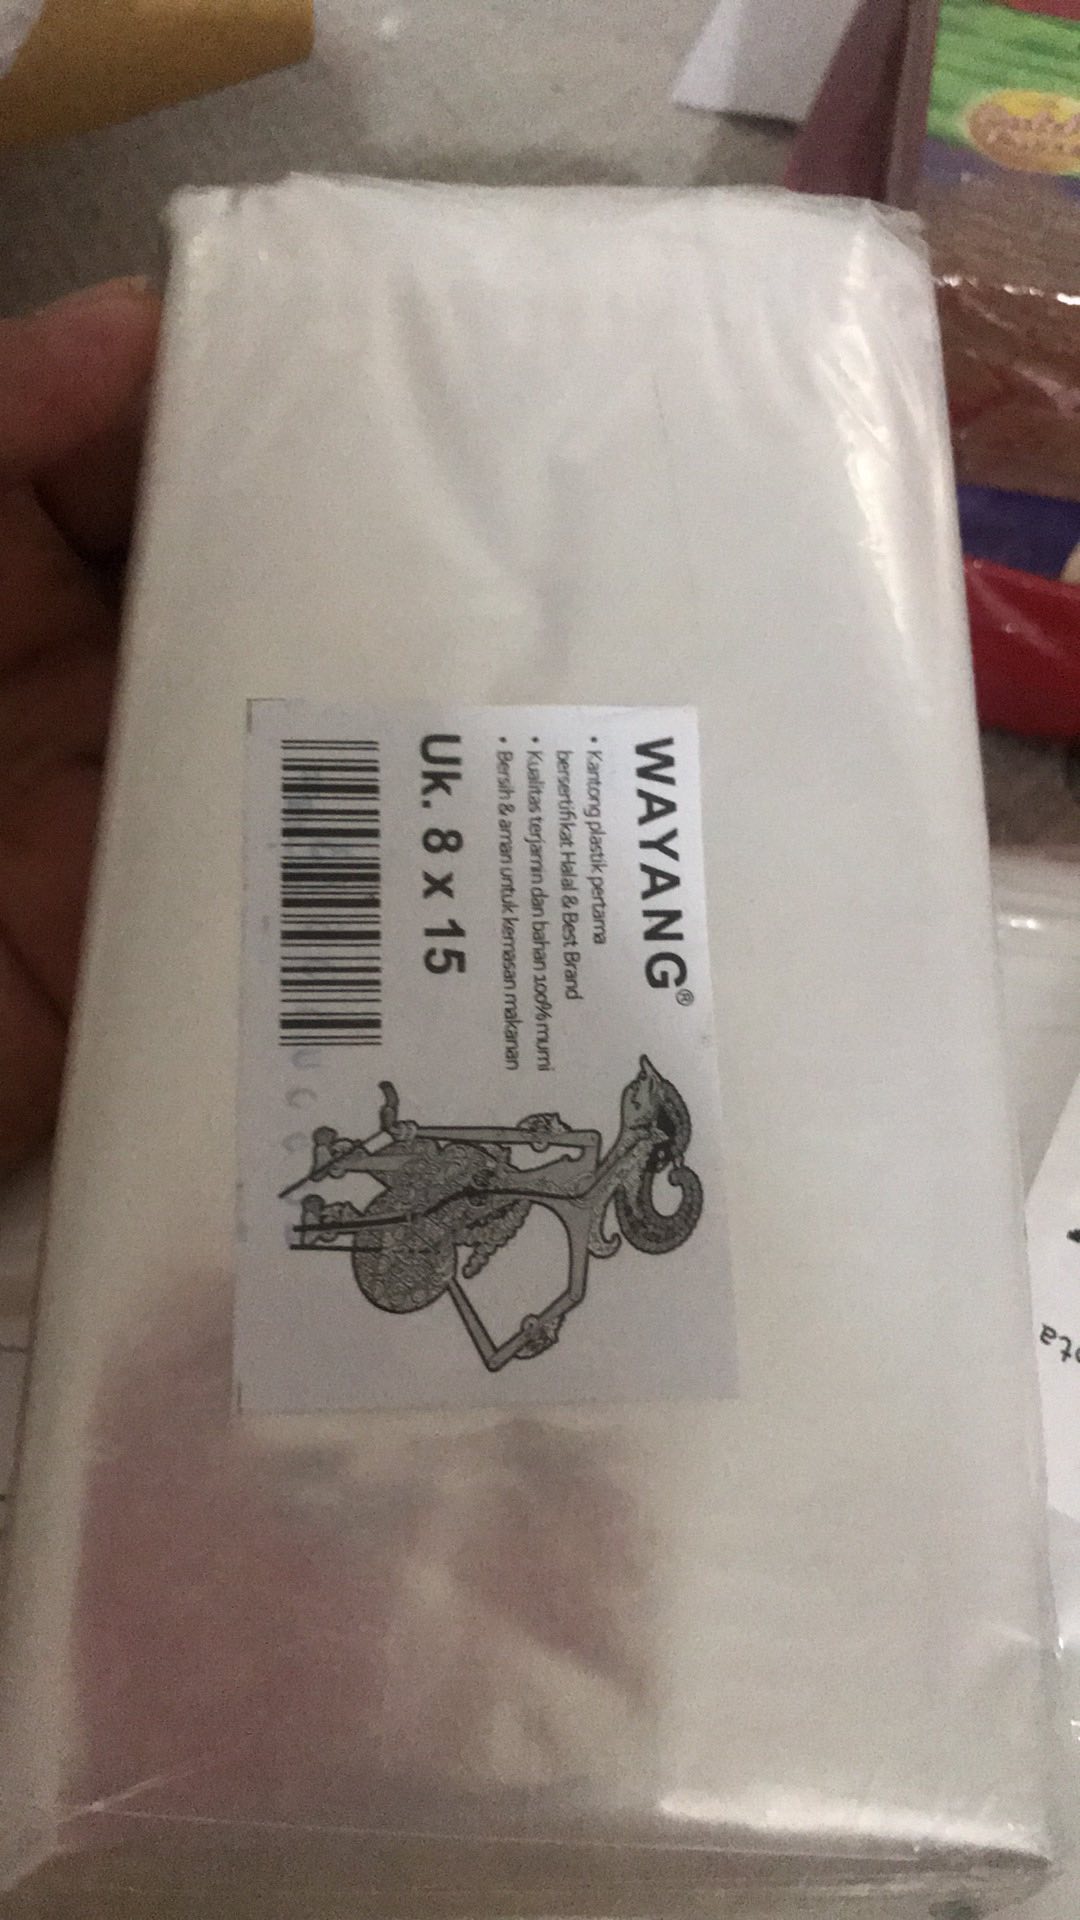 WAYANG®
• Kantong plastik pertama
bersertifikat Halal & Best Brand
• Kualitas terjamin dan bahan 100% murni
• Bersih & aman untuk kemasan makanan
Uk. 8 x 15